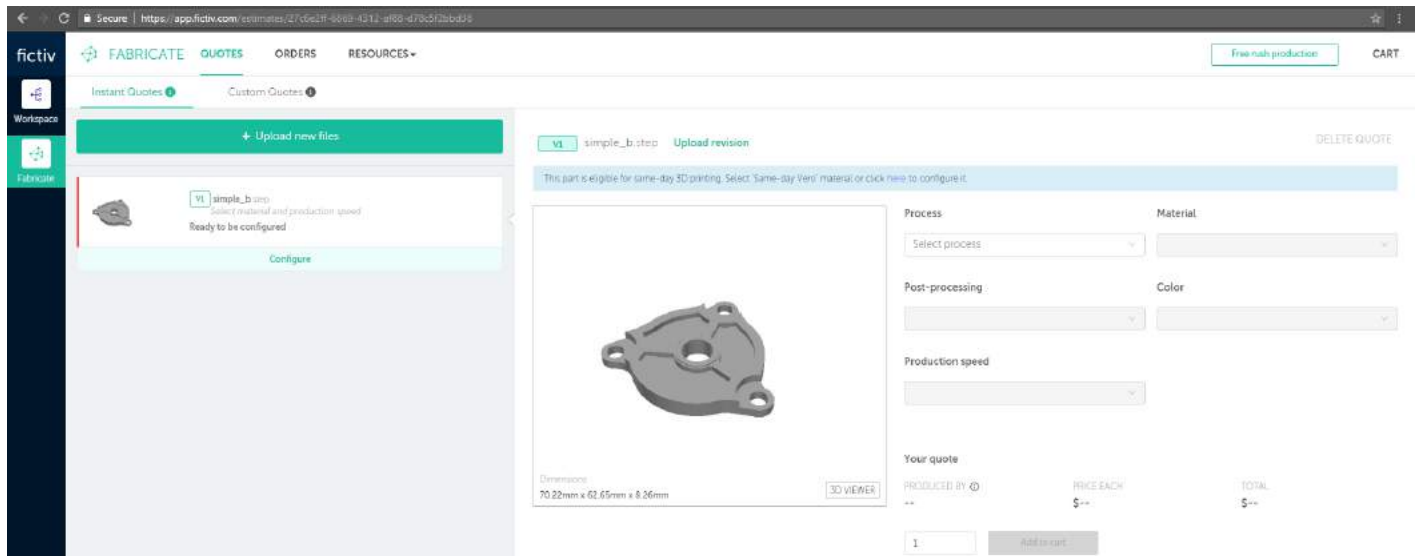 Secure | https://app.fictiv.com/estimates/
fictiv
FABRICATE QUOTES ORDERS RESOURCES
Free rush production
CART
Workspace
Fabricate
Instant Quotes
Custom Quotes
+ Upload new files
V1 simple_b.step
Select material and production speed
Ready to be configured
Configure
V1 simple_b.step Upload revision
DELETE QUOTE
This part is eligible for same-day 3D printing. Select 'Same-day Vero' material or click here to configure it.
Dimensions
70.22mm x 62.65mm x 8.26mm
3D VIEWER
Process
Material
Select process
Post-processing
Color
Production speed
Your quote
PRODUCED BY
PRICE EACH
TOTAL
--
$--
$--
1
Add to cart